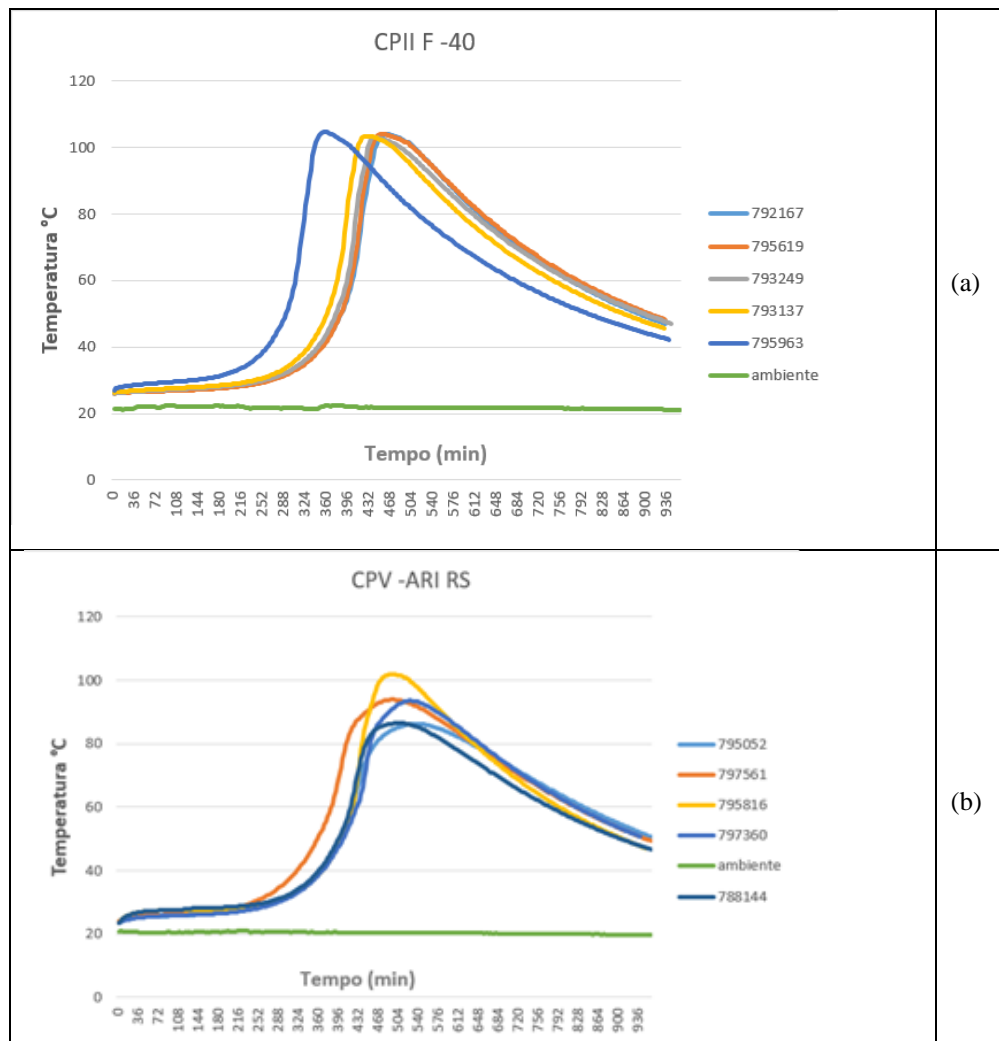 CPII F -40
120
100
80
60
40
20
0
Temperatura °C
Tempo (min)
0 36 72 108 144 180 216 252 288 324 360 396 432 468 504 540 576 612 648 684 720 756 792 828 864 900 936
792167
795619
793249
793137
795963
ambiente
(a)
CPV -ARI RS
120
100
80
60
40
20
0
Temperatura °C
Tempo (min)
0 36 72 108 144 180 216 252 288 324 360 396 432 468 504 540 576 612 648 684 720 756 792 828 864 900 936
795052
797561
795816
797360
ambiente
788144
(b)